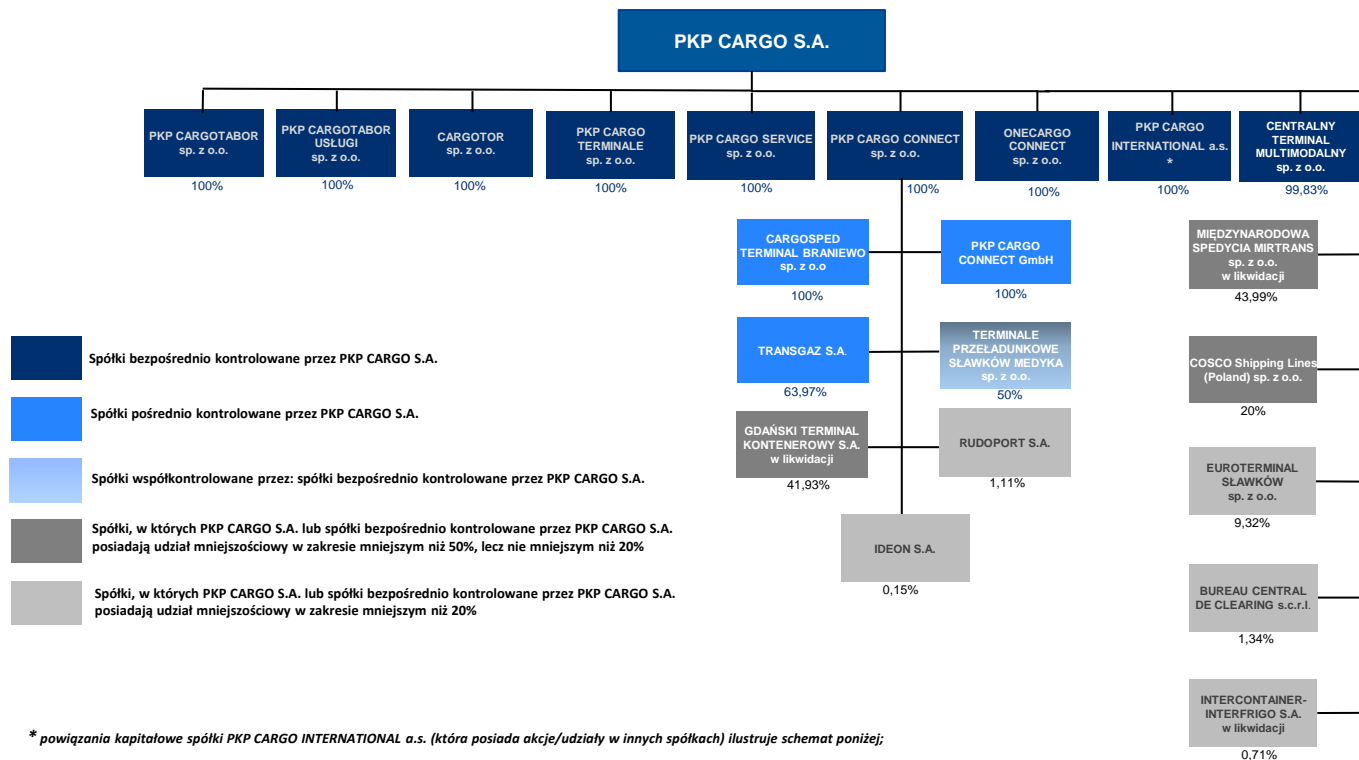 PKP CARGO S.A.
PKP CARGOTABOR
sp. z o.o.
100%
PKP CARGOTABOR
USŁUGI
sp. z o.o.
100%
CARGOTOR
sp. z o.o.
100%
PKP CARGO
TERMINALE
sp. z o.o.
100%
PKP CARGO SERVICE
sp. z o.o.
100%
PKP CARGO CONNECT
sp. z o.o.
100%
ONECARGO
CONNECT
sp. z o.o.
100%
PKP CARGO
INTERNATIONAL a.s.
*
100%
CENTRALNY
TERMINAL
MULTIMODALNY
sp. z o.o.
99,83%
CARGOSPED
TERMINAL BRANIEWO
sp. z o.o
100%
PKP CARGO
CONNECT GmbH
100%
TRANSGAZ S.A.
63,97%
TERMINALE
PRZEŁADUNKOWE
SŁAWKÓW MEDYKA
sp. z o.o.
50%
GDAŃSKI TERMINAL
KONTENEROWY S.A.
w likwidacji
41,93%
RUDOPORT S.A.
1,11%
IDEON S.A.
0,15%
MIĘDZYNARODOWA
SPEDYCIA MIRTRANS
sp. z o.o.
w likwidacji
43,99%
COSCO Shipping Lines
(Poland) sp. z o.o.
20%
EUROTERMINAL
SŁAWKÓW
sp. z o.o.
9,32%
BUREAU CENTRAL
DE CLEARING s.c.r.l.
1,34%
INTERCONTAINER-
INTERFRIGO S.A.
w likwidacji
0,71%
Spółki bezpośrednio kontrolowane przez PKP CARGO S.A.
Spółki pośrednio kontrolowane przez PKP CARGO S.A.
Spółki współkontrolowane przez: spółki bezpośrednio kontrolowane przez PKP CARGO S.A.
Spółki, w których PKP CARGO S.A. lub spółki bezpośrednio kontrolowane przez PKP CARGO S.A.
posiadają udział mniejszościowy w zakresie mniejszym niż 50%, lecz nie mniejszym niż 20%
Spółki, w których PKP CARGO S.A. lub spółki bezpośrednio kontrolowane przez PKP CARGO S.A.
posiadają udział mniejszościowy w zakresie mniejszym niż 20%
* powiązania kapitałowe spółki PKP CARGO INTERNATIONAL a.s. (która posiada akcje/udziały w innych spółkach) ilustruje schemat poniżej;